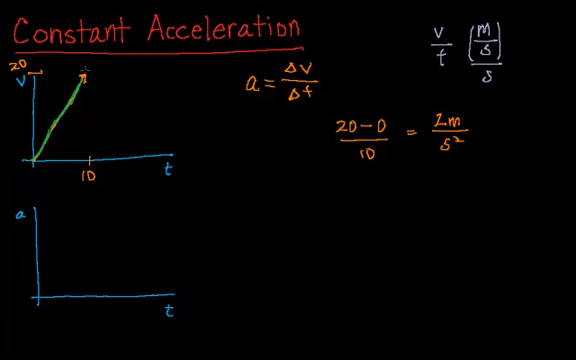 Constant Acceleration
v/t (m/s)/s
20
v
a = Δv/Δt
20-0/10 = 2m/s²
10
t
a
t